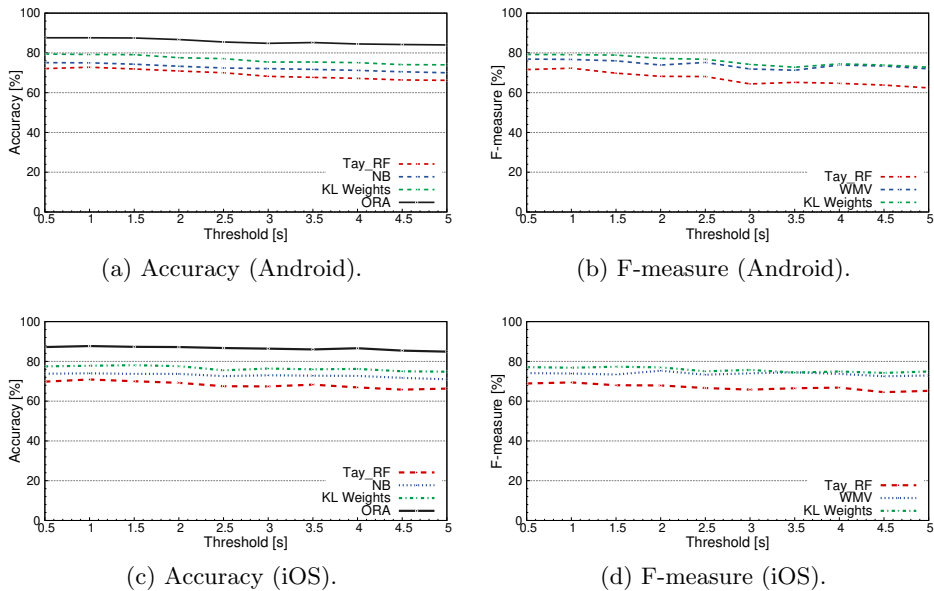 100
80
60
40
20
0
Accuracy [%]
Tay_RF
NB
KL Weights
ORA
0.5 1 1.5 2 2.5 3 3.5 4 4.5 5
Threshold [s]
(a) Accuracy (Android).
100
80
60
40
20
0
F-measure [%]
Tay_RF
WMV
KL Weights
0.5 1 1.5 2 2.5 3 3.5 4 4.5 5
Threshold [s]
(b) F-measure (Android).
100
80
60
40
20
0
Accuracy [%]
Tay_RF
NB
KL Weights
ORA
0.5 1 1.5 2 2.5 3 3.5 4 4.5 5
Threshold [s]
(c) Accuracy (iOS).
100
80
60
40
20
0
F-measure [%]
Tay_RF
WMV
KL Weights
0.5 1 1.5 2 2.5 3 3.5 4 4.5 5
Threshold [s]
(d) F-measure (iOS).